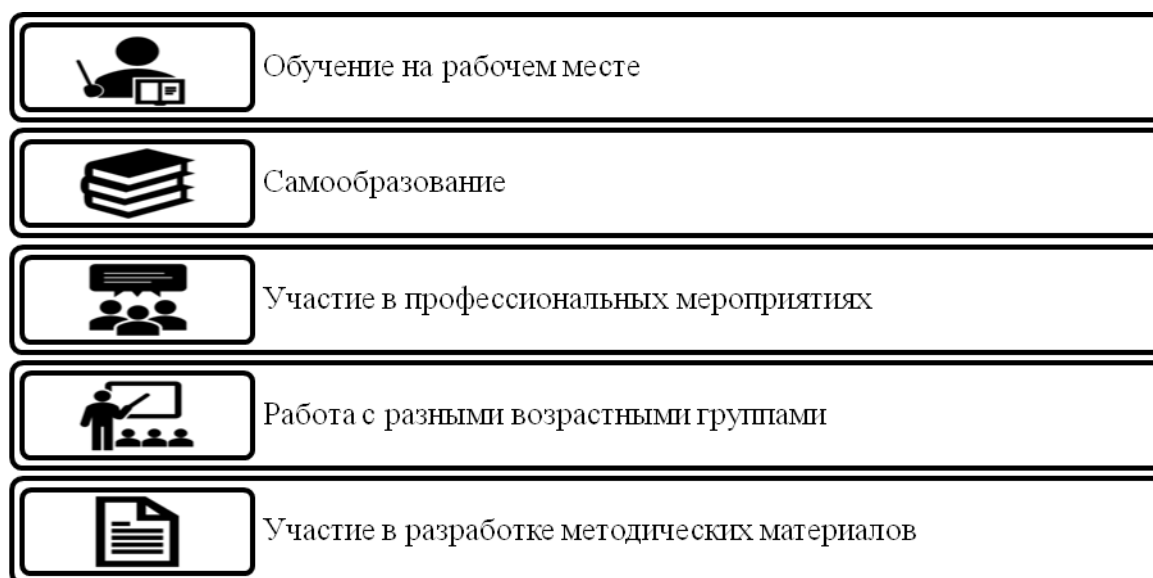 Обучение на рабочем месте
Самообразование
Участие в профессиональных мероприятиях
Работа с разными возрастными группами
Участие в разработке методических материалов